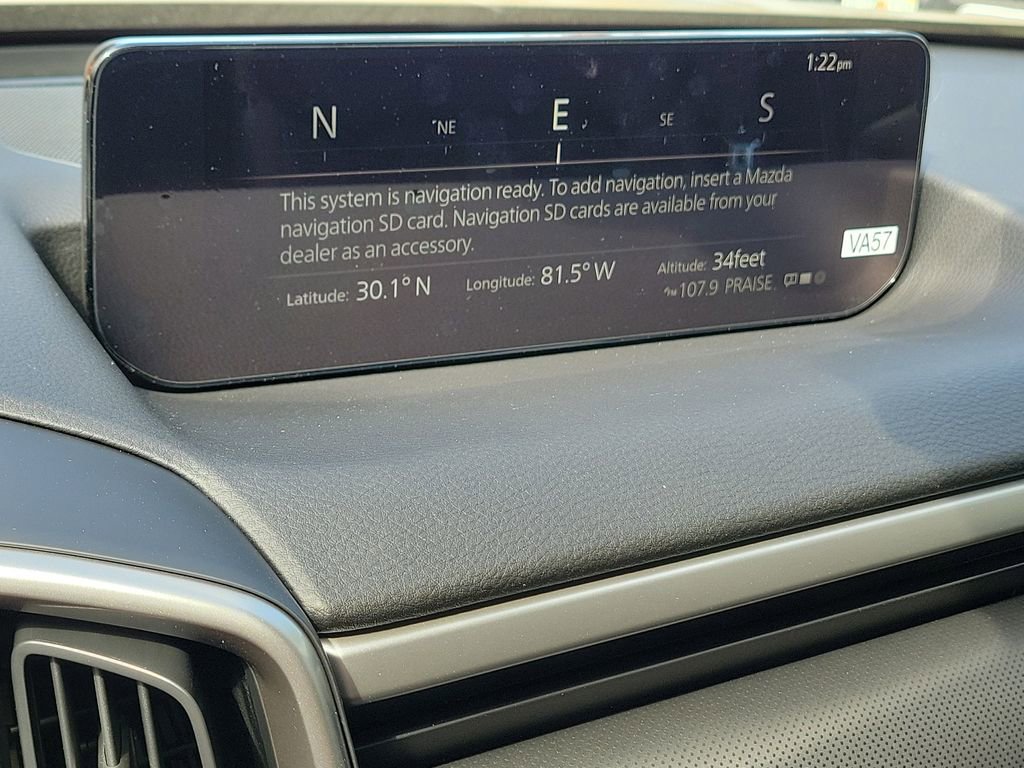 1:22pm
N NE E SE S
This system is navigation ready. To add navigation, insert a Mazda
navigation SD card. Navigation SD cards are available from your
dealer as an accessory.
VA57
Latitude: 30.1° N Longitude: 81.5° W Altitude: 34feet
107.9 PRAISE.